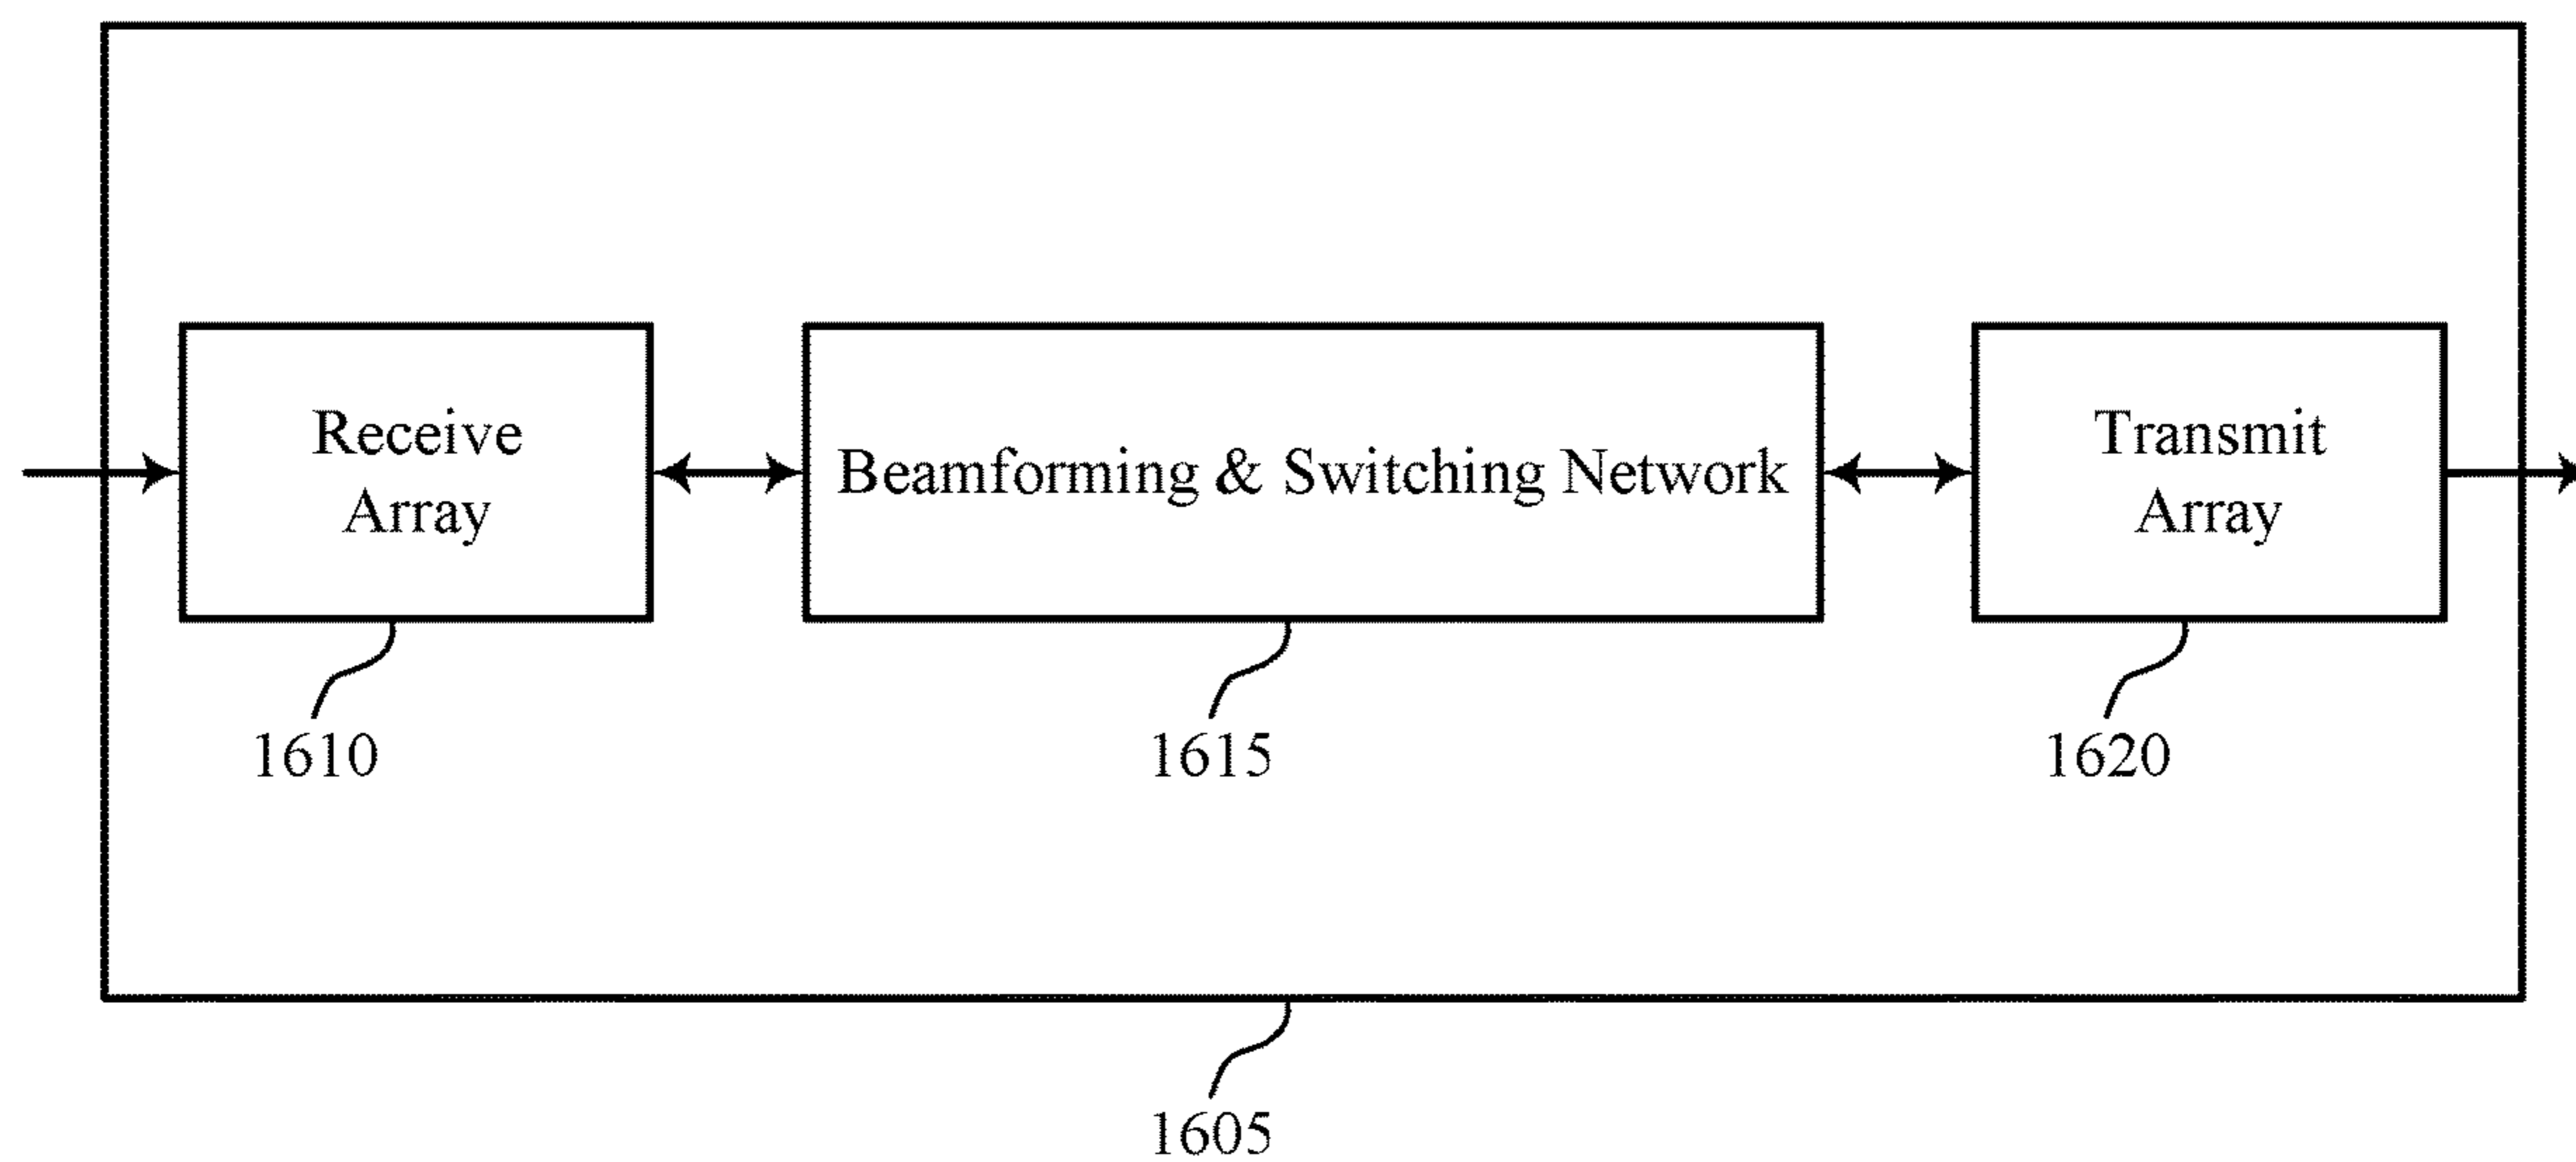 Receive
Array
Beamforming & Switching Network
Transmit
Array
1610
1615
1620
1605